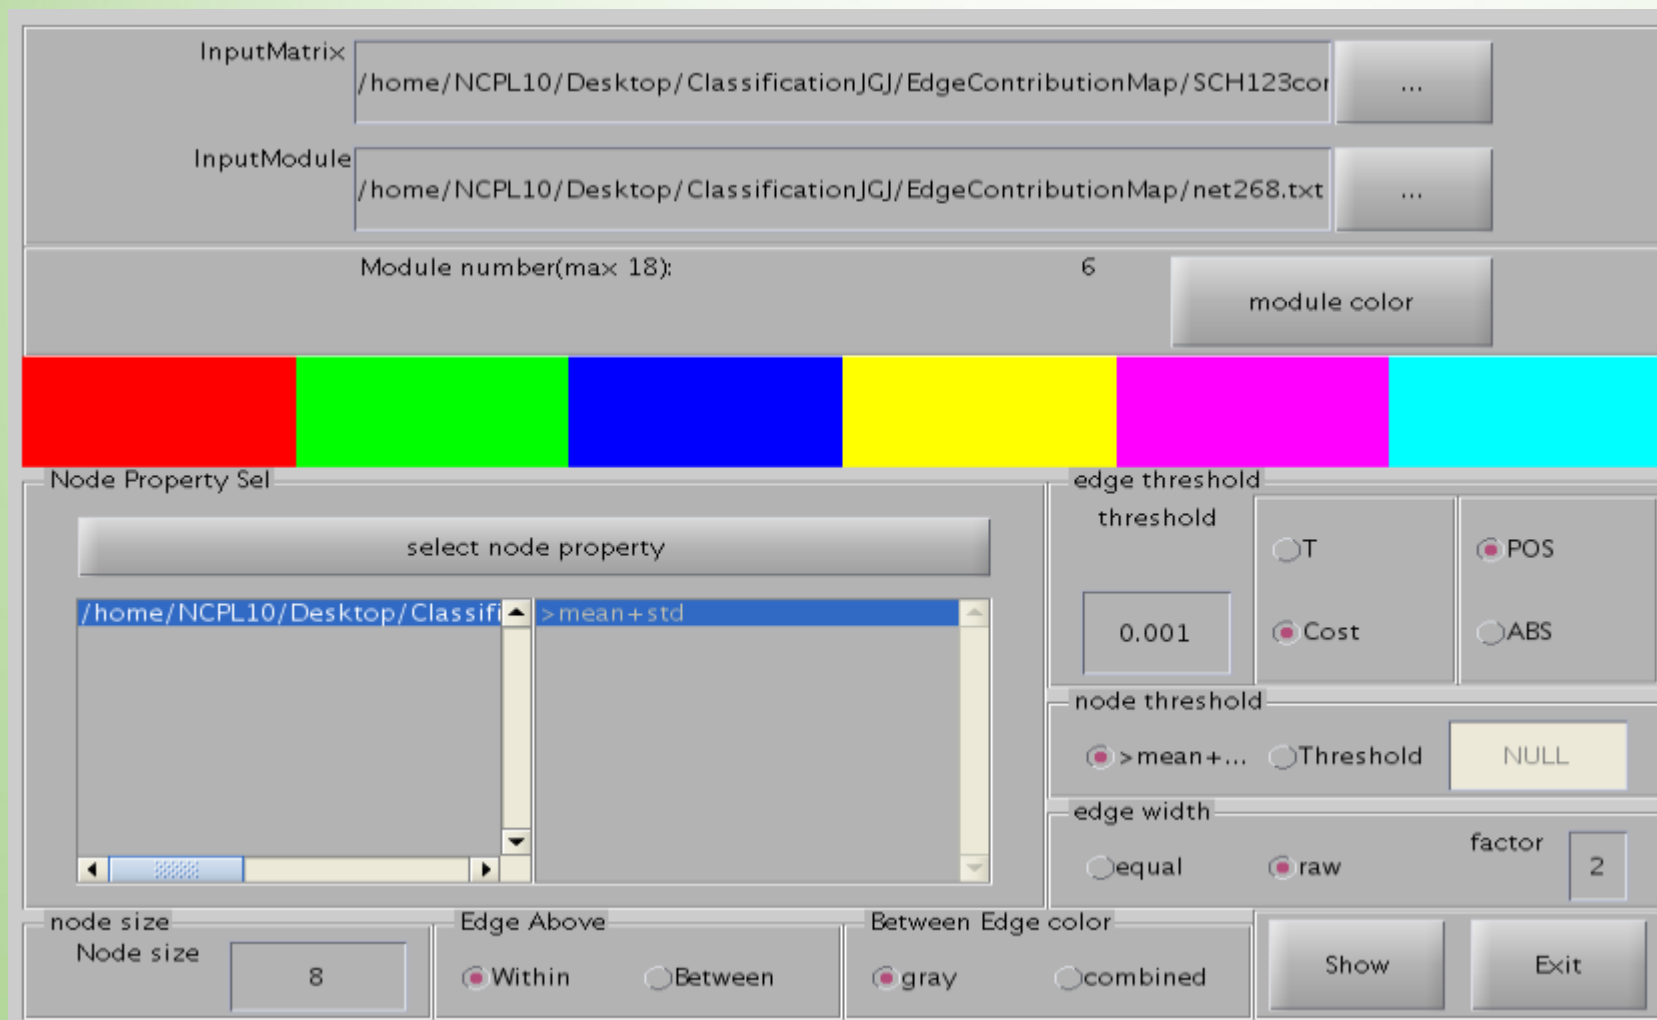 InputMatrix
/home/NCPL10/Desktop/ClassificationJGJ/EdgeContributionMap/SCH123cor
...
InputModule
/home/NCPL10/Desktop/ClassificationJGJ/EdgeContributionMap/net268.txt
...
Module number(max 18):
6
module color
Node Property Sel
select node property
/home/NCPL10/Desktop/Classifi
>mean+std
edge threshold
threshold
0.001
T
Cost
POS
ABS
node threshold
>mean+...
Threshold
NULL
edge width
equal
raw
factor
2
node size
Node size
8
Edge Above
Within
Between
Between Edge color
gray
combined
Show
Exit